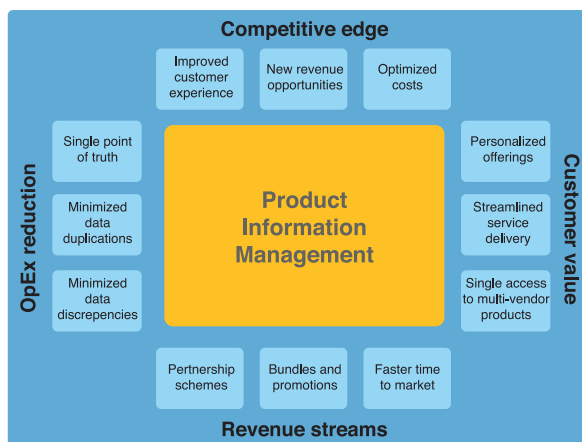 Competitive edge
Improved
customer
experience
New revenue
opportunities
Optimized
costs
OpEx reduction
Single point
of truth
Minimized
data
duplications
Minimized
data
discrepencies
Product
Information
Management
Personalized
offerings
Streamlined
service
delivery
Single access
to multi-vendor
products
Customer value
Pertnership
schemes
Bundles and
promotions
Faster time
to market
Revenue streams